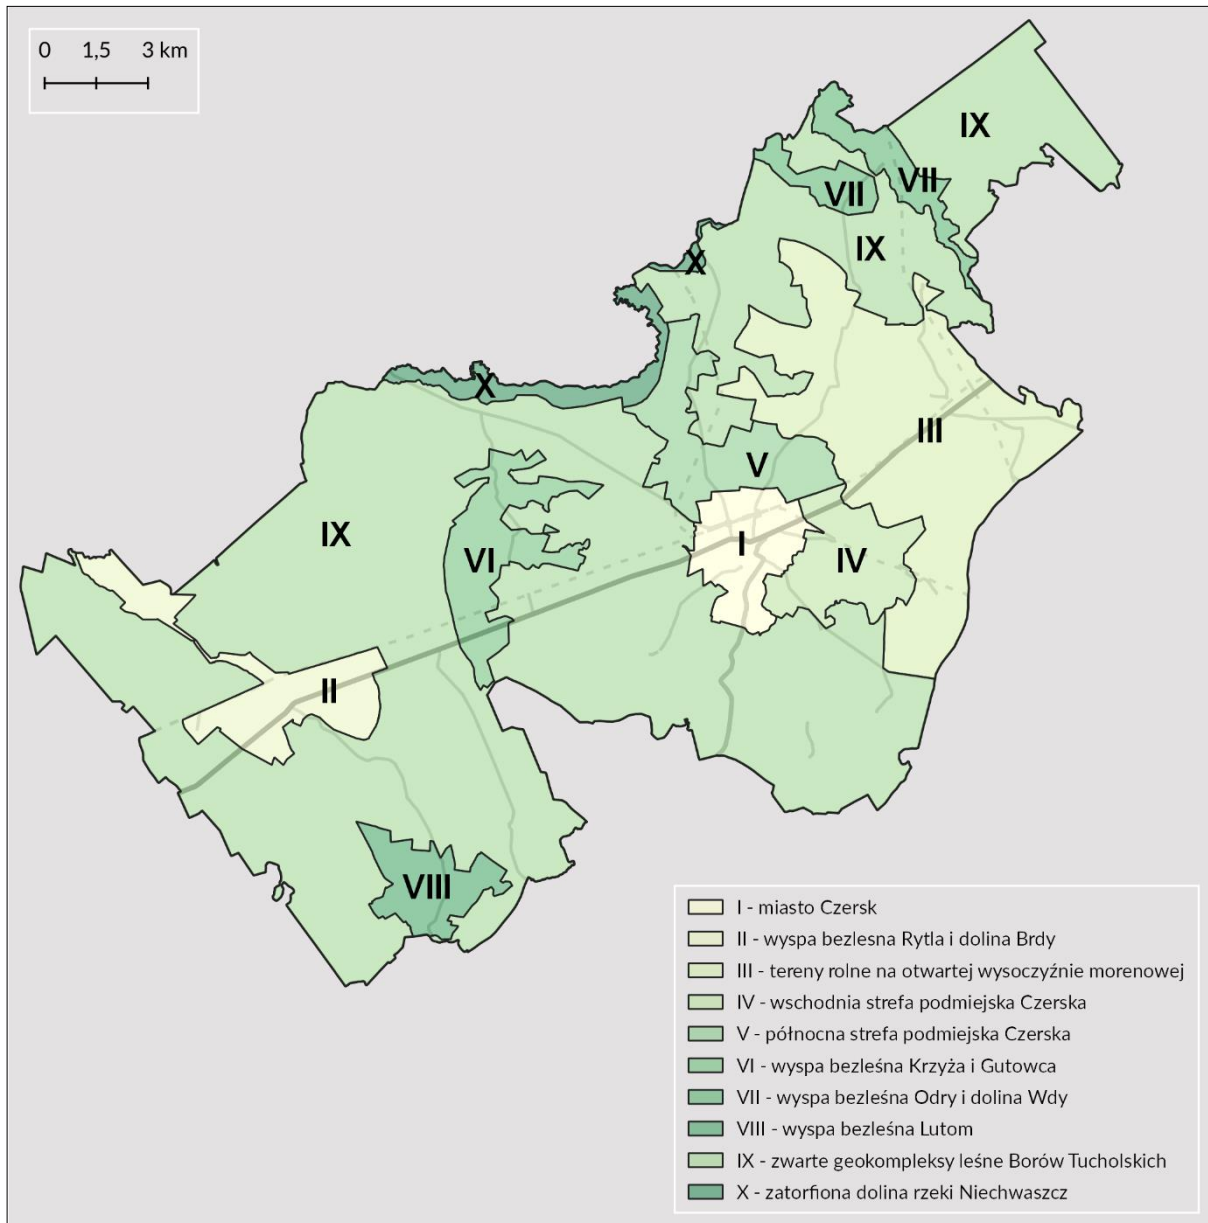 0 1,5 3 km
IX
VII
VII
IX
X
X
III
V
IX
VI
I
IV
II
VIII
I - miasto Czersk
II - wyspa bezlesna Rytla i dolina Brdy
III - tereny rolne na otwartej wysoczyźnie morenowej
IV - wschodnia strefa podmiejska Czerska
V - północna strefa podmiejska Czerska
VI - wyspa bezleśna Krzyża i Gutowca
VII - wyspa bezleśna Odry i dolina Wdy
VIII - wyspa bezleśna Lutom
IX - zwarte geokompleksy leśne Borów Tucholskich
X - zatorfiona dolina rzeki Niechwaszcz